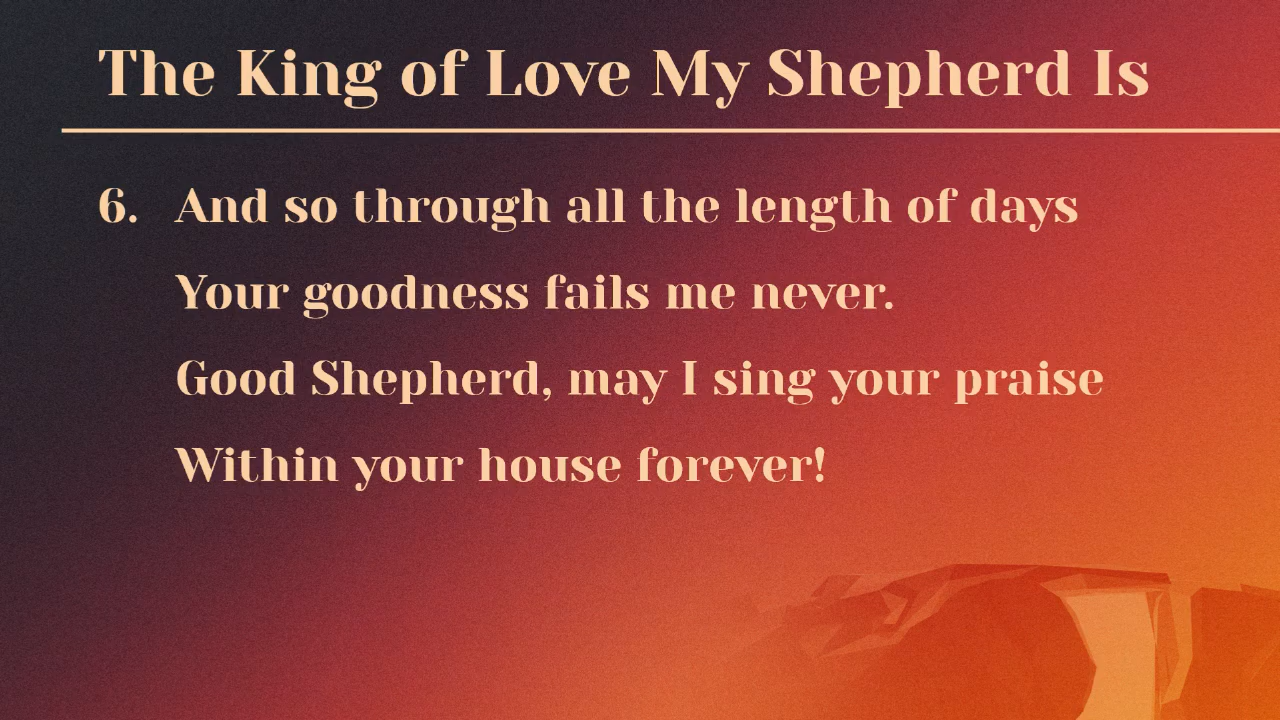 The King of Love My Shepherd Is
6. And so through all the length of days
Your goodness fails me never.
Good Shepherd, may I sing your praise
Within your house forever!